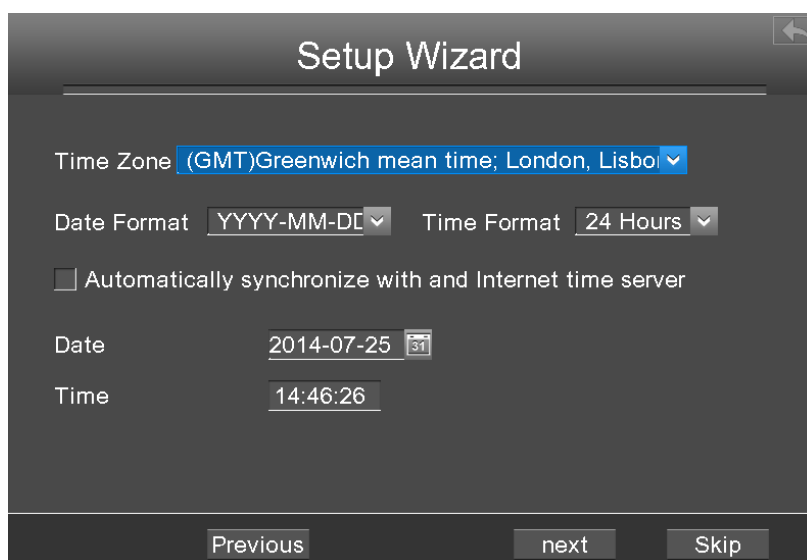 Setup Wizard
Time Zone (GMT)Greenwich mean time; London, Lisbo
Date Format YYYY-MM-DD Time Format 24 Hours
Automatically synchronize with and Internet time server
Date 2014-07-25 31
Time 14:46:26
Previous next Skip